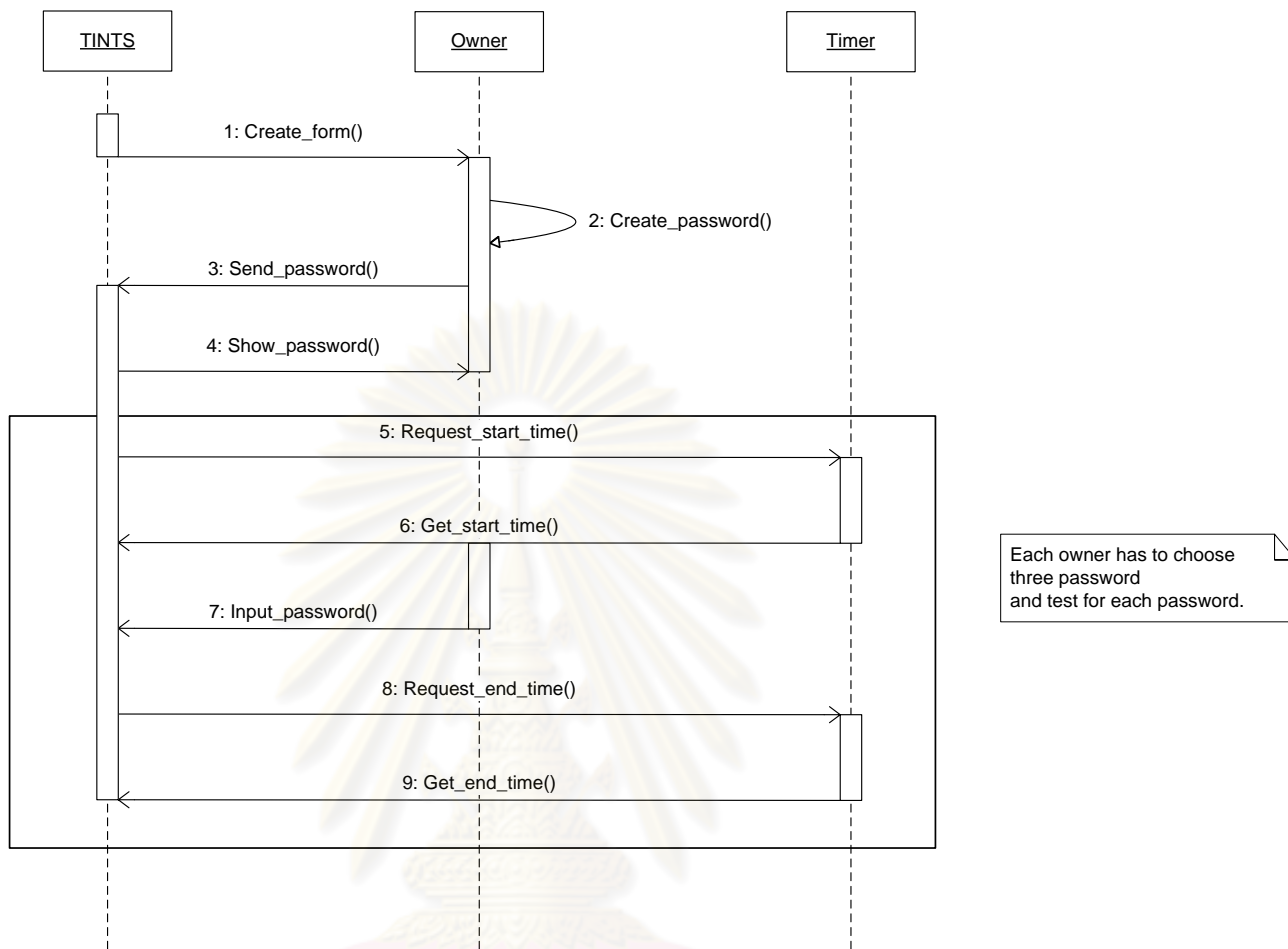 TINTS
Owner
Timer
1: Create_form()
2: Create_password()
3: Send_password()
4: Show_password()
5: Request_start_time()
6: Get_start_time()
Each owner has to choose
three password
and test for each password.
7: Input_password()
8: Request_end_time()
9: Get_end_time()